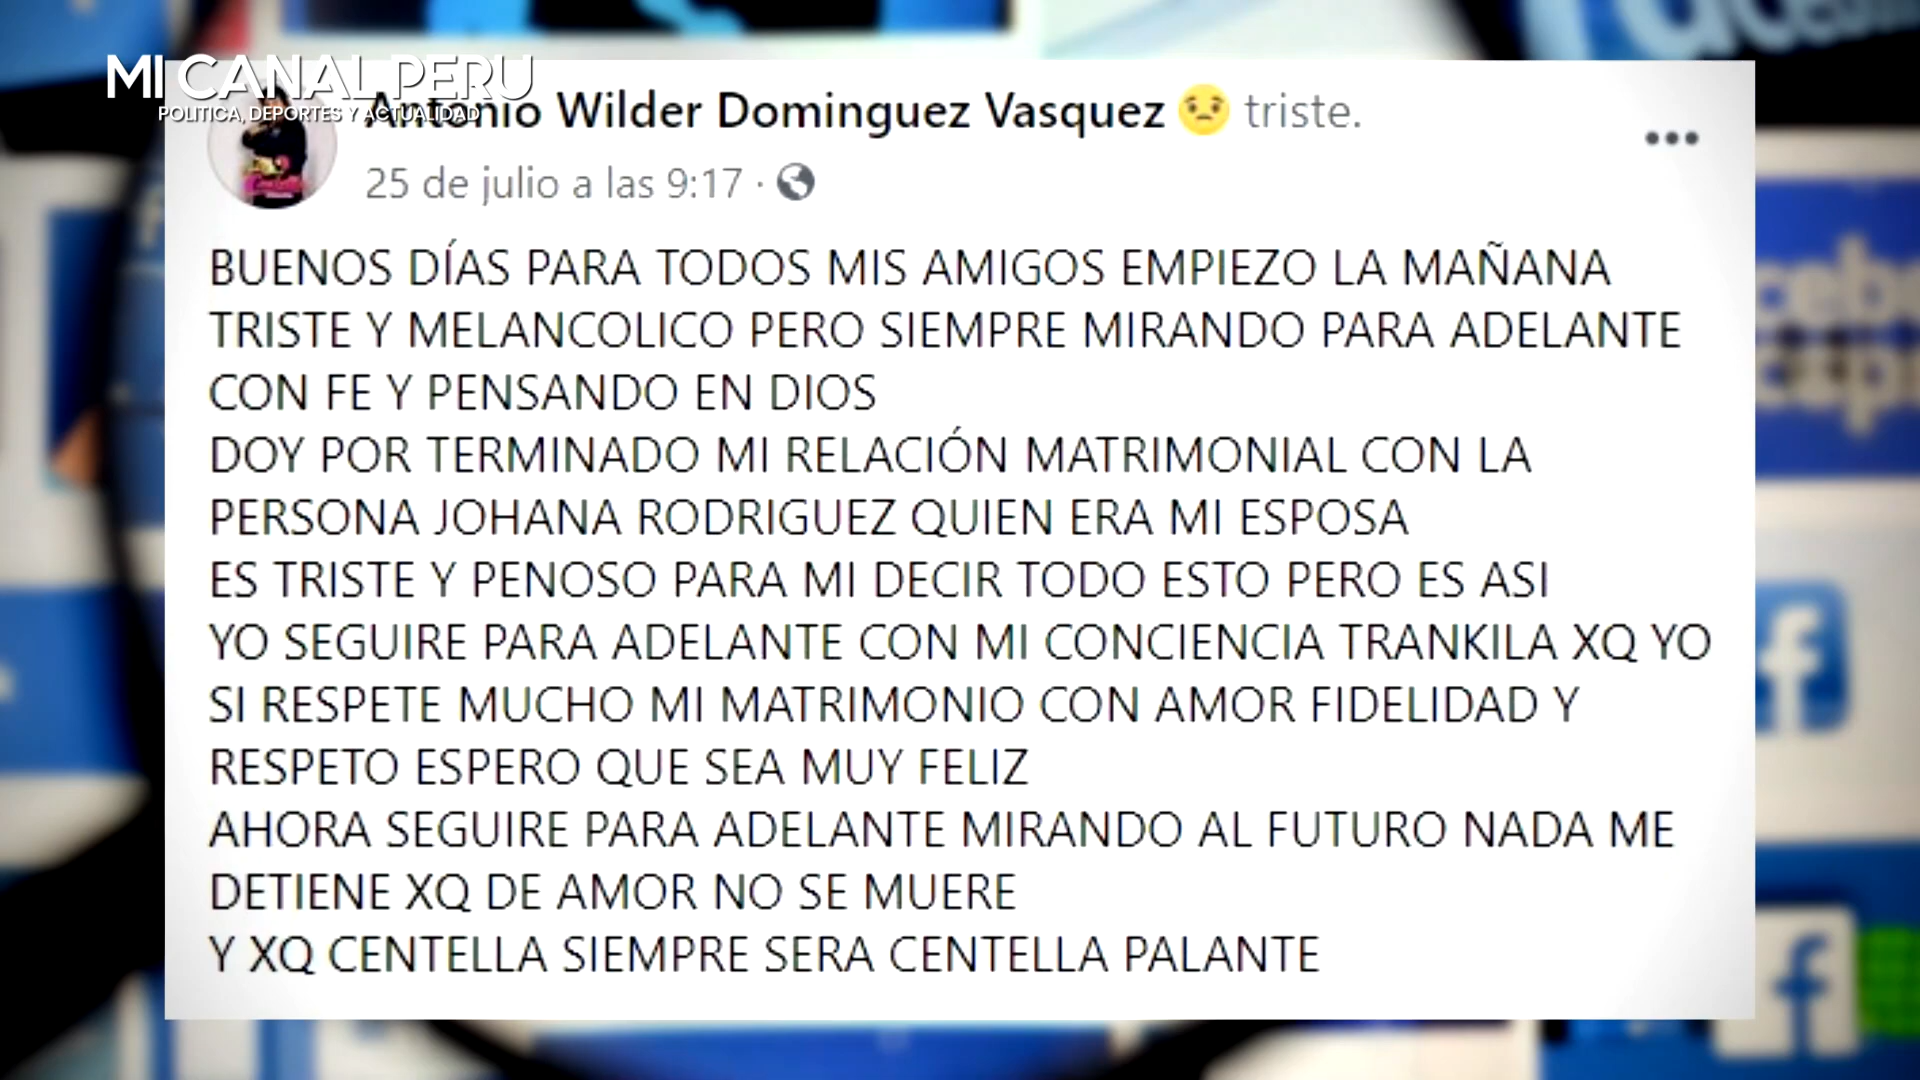 MI CANAL PERU
POLITICA, DEPORTES Y ACTUALIDAD
Antonio Wilder Dominguez Vasquez 😟 triste.
25 de julio a las 9:17 ·
BUENOS DÍAS PARA TODOS MIS AMIGOS EMPIEZO LA MAÑANA
TRISTE Y MELANCOLICO PERO SIEMPRE MIRANDO PARA ADELANTE
CON FE Y PENSANDO EN DIOS
DOY POR TERMINADO MI RELACIÓN MATRIMONIAL CON LA
PERSONA JOHANA RODRIGUEZ QUIEN ERA MI ESPOSA
ES TRISTE Y PENOSO PARA MI DECIR TODO ESTO PERO ES ASI
YO SEGUIRE PARA ADELANTE CON MI CONCIENCIA TRANKILA XQ YO
SI RESPETE MUCHO MI MATRIMONIO CON AMOR FIDELIDAD Y
RESPETO ESPERO QUE SEA MUY FELIZ
AHORA SEGUIRE PARA ADELANTE MIRANDO AL FUTURO NADA ME
DETIENE XQ DE AMOR NO SE MUERE
Y XQ CENTELLA SIEMPRE SERA CENTELLA PALANTE